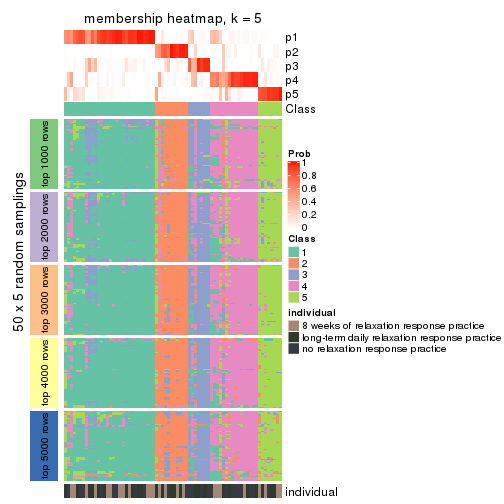 membership heatmap, k = 5
p1
p2
p3
p4
p5
Class
50 x 5 random samplings
top 1000 rows
top 2000 rows
top 3000 rows
top 4000 rows
top 5000 rows
individual
Prob
1
0.8
0.6
0.4
0.2
0
Class
1
2
3
4
5
individual
8 weeks of relaxation response practice
long-term daily relaxation response practice
no relaxation response practice